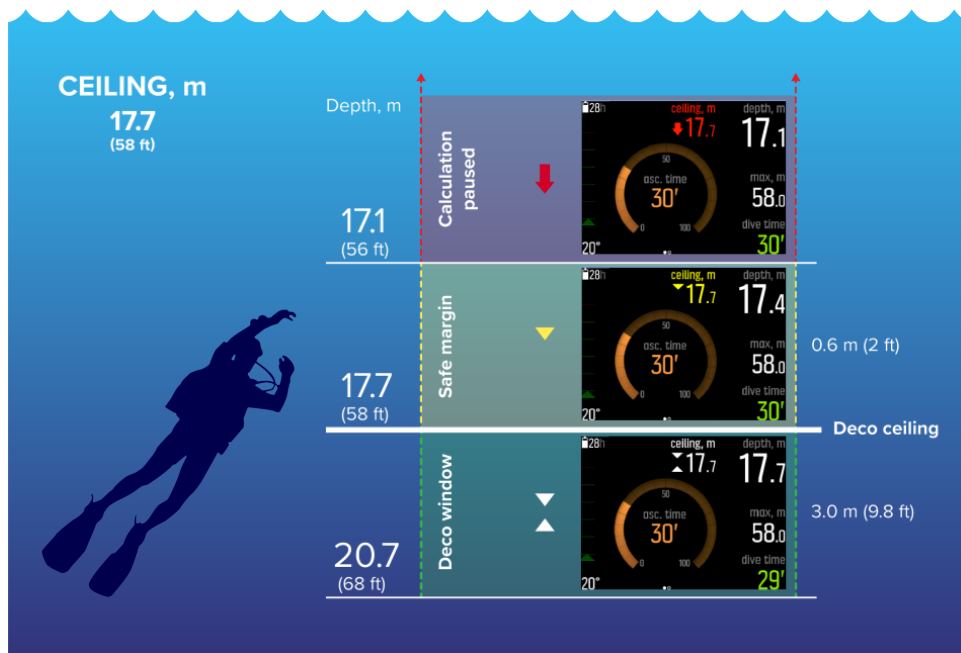 CEILING, m
17.7
(58 ft)
Depth, m
17.1
(56 ft)
Calculation
paused
28h
ceiling, m
17.7
depth, m
17.1
50
asc. time
30'
0
100
max, m
58.0
dive time
30'
20°
17.7
(58 ft)
Safe margin
28h
ceiling, m
17.7
depth, m
17.4
50
asc. time
30'
0
100
max, m
58.0
dive time
30'
20°
0.6 m (2 ft)
Deco ceiling
20.7
(68 ft)
Deco window
28h
ceiling, m
17.7
depth, m
17.7
50
asc. time
30'
0
100
max, m
58.0
dive time
29'
20°
3.0 m (9.8 ft)